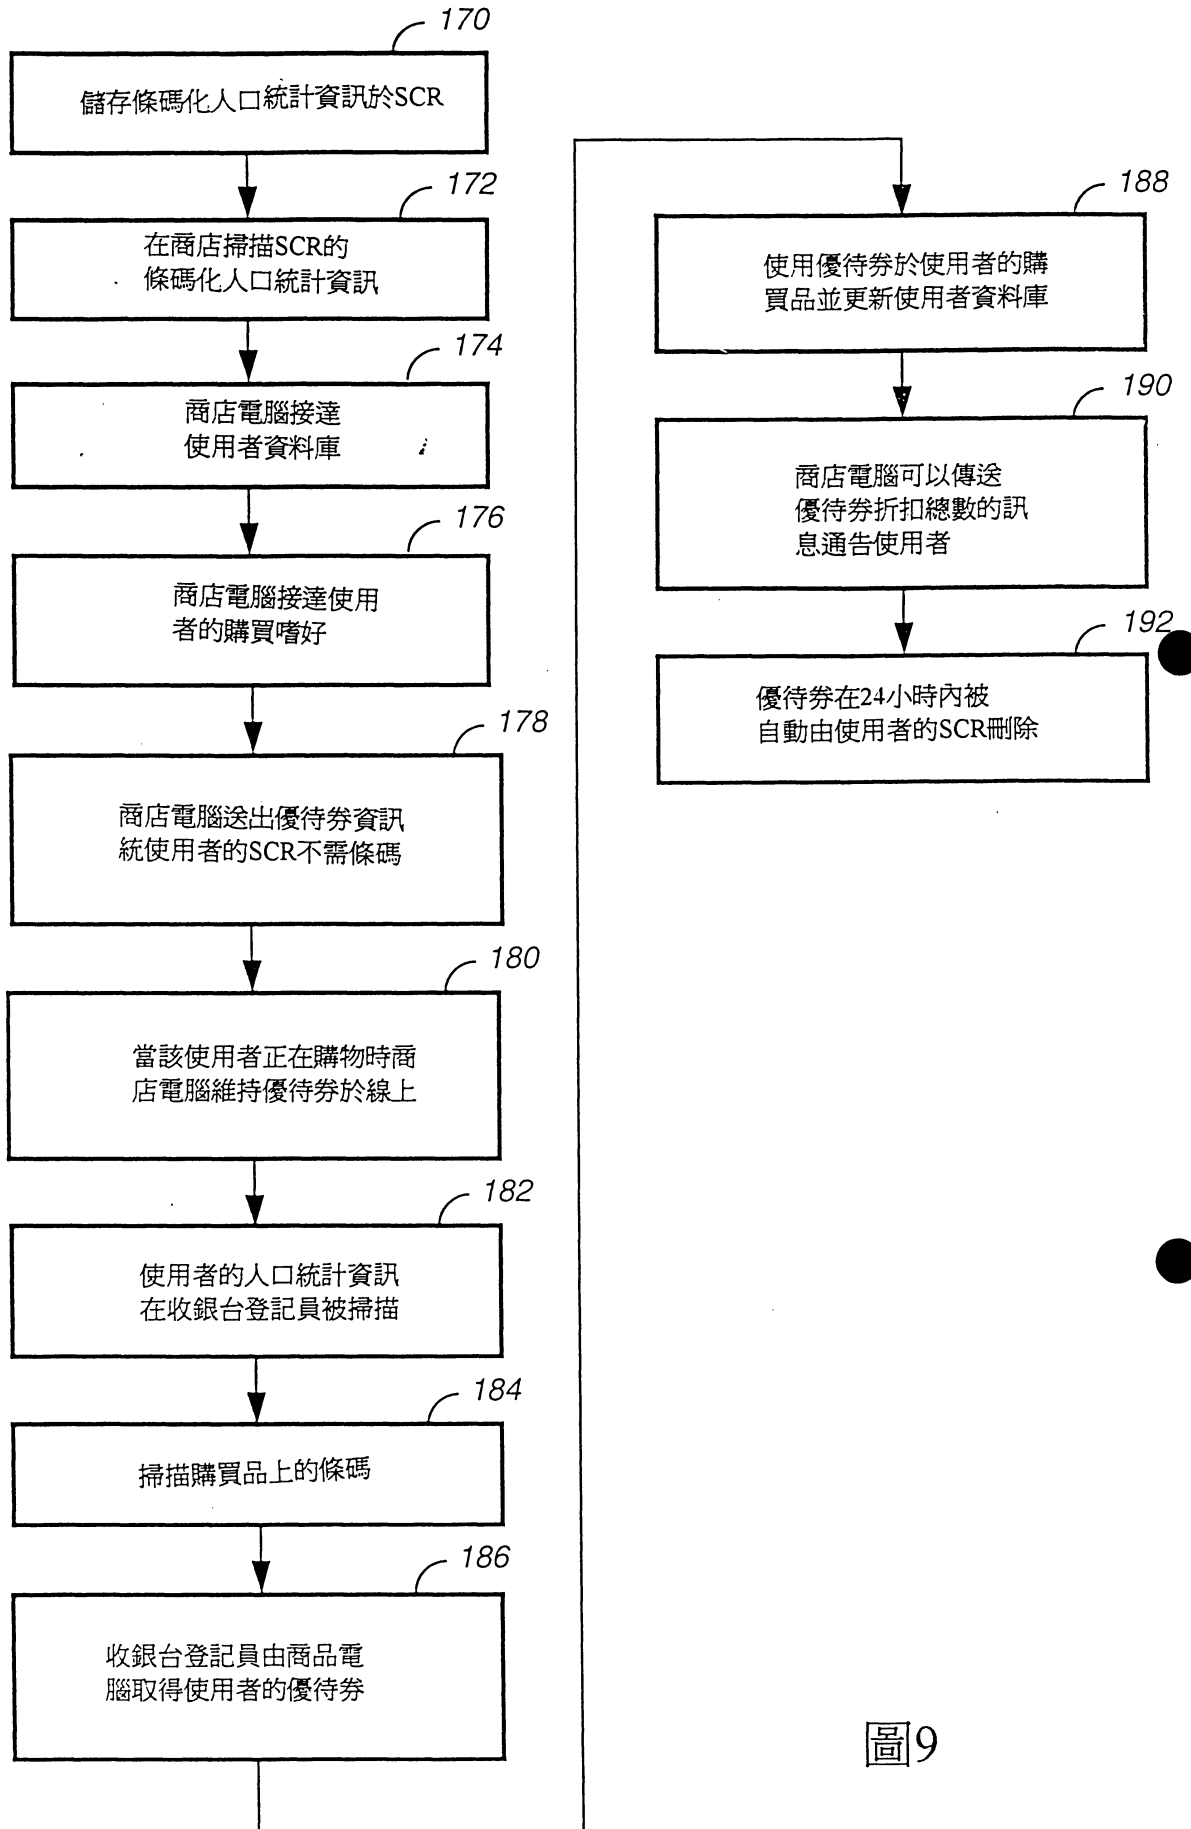 170
儲存條碼化人口統計資訊於SCR
172
在商店掃描SCR的
條碼化人口統計資訊
174
商店電腦接達
使用者資料庫
176
商店電腦接達使用
者的購買嗜好
178
商店電腦送出優待券資訊
統使用者的SCR不需條碼
180
當該使用者正在購物時商
店電腦維持優待券於線上
182
使用者的人口統計資訊
在收銀台登記員被掃描
184
掃描購買品上的條碼
186
收銀台登記員由商品電
腦取得使用者的優待券
188
使用優待券於使用者的購
買品並更新使用者資料庫
190
商店電腦可以傳送
優待券折扣總數的訊
息通告使用者
192
優待券在24小時內被
自動由使用者的SCR刪除
圖9